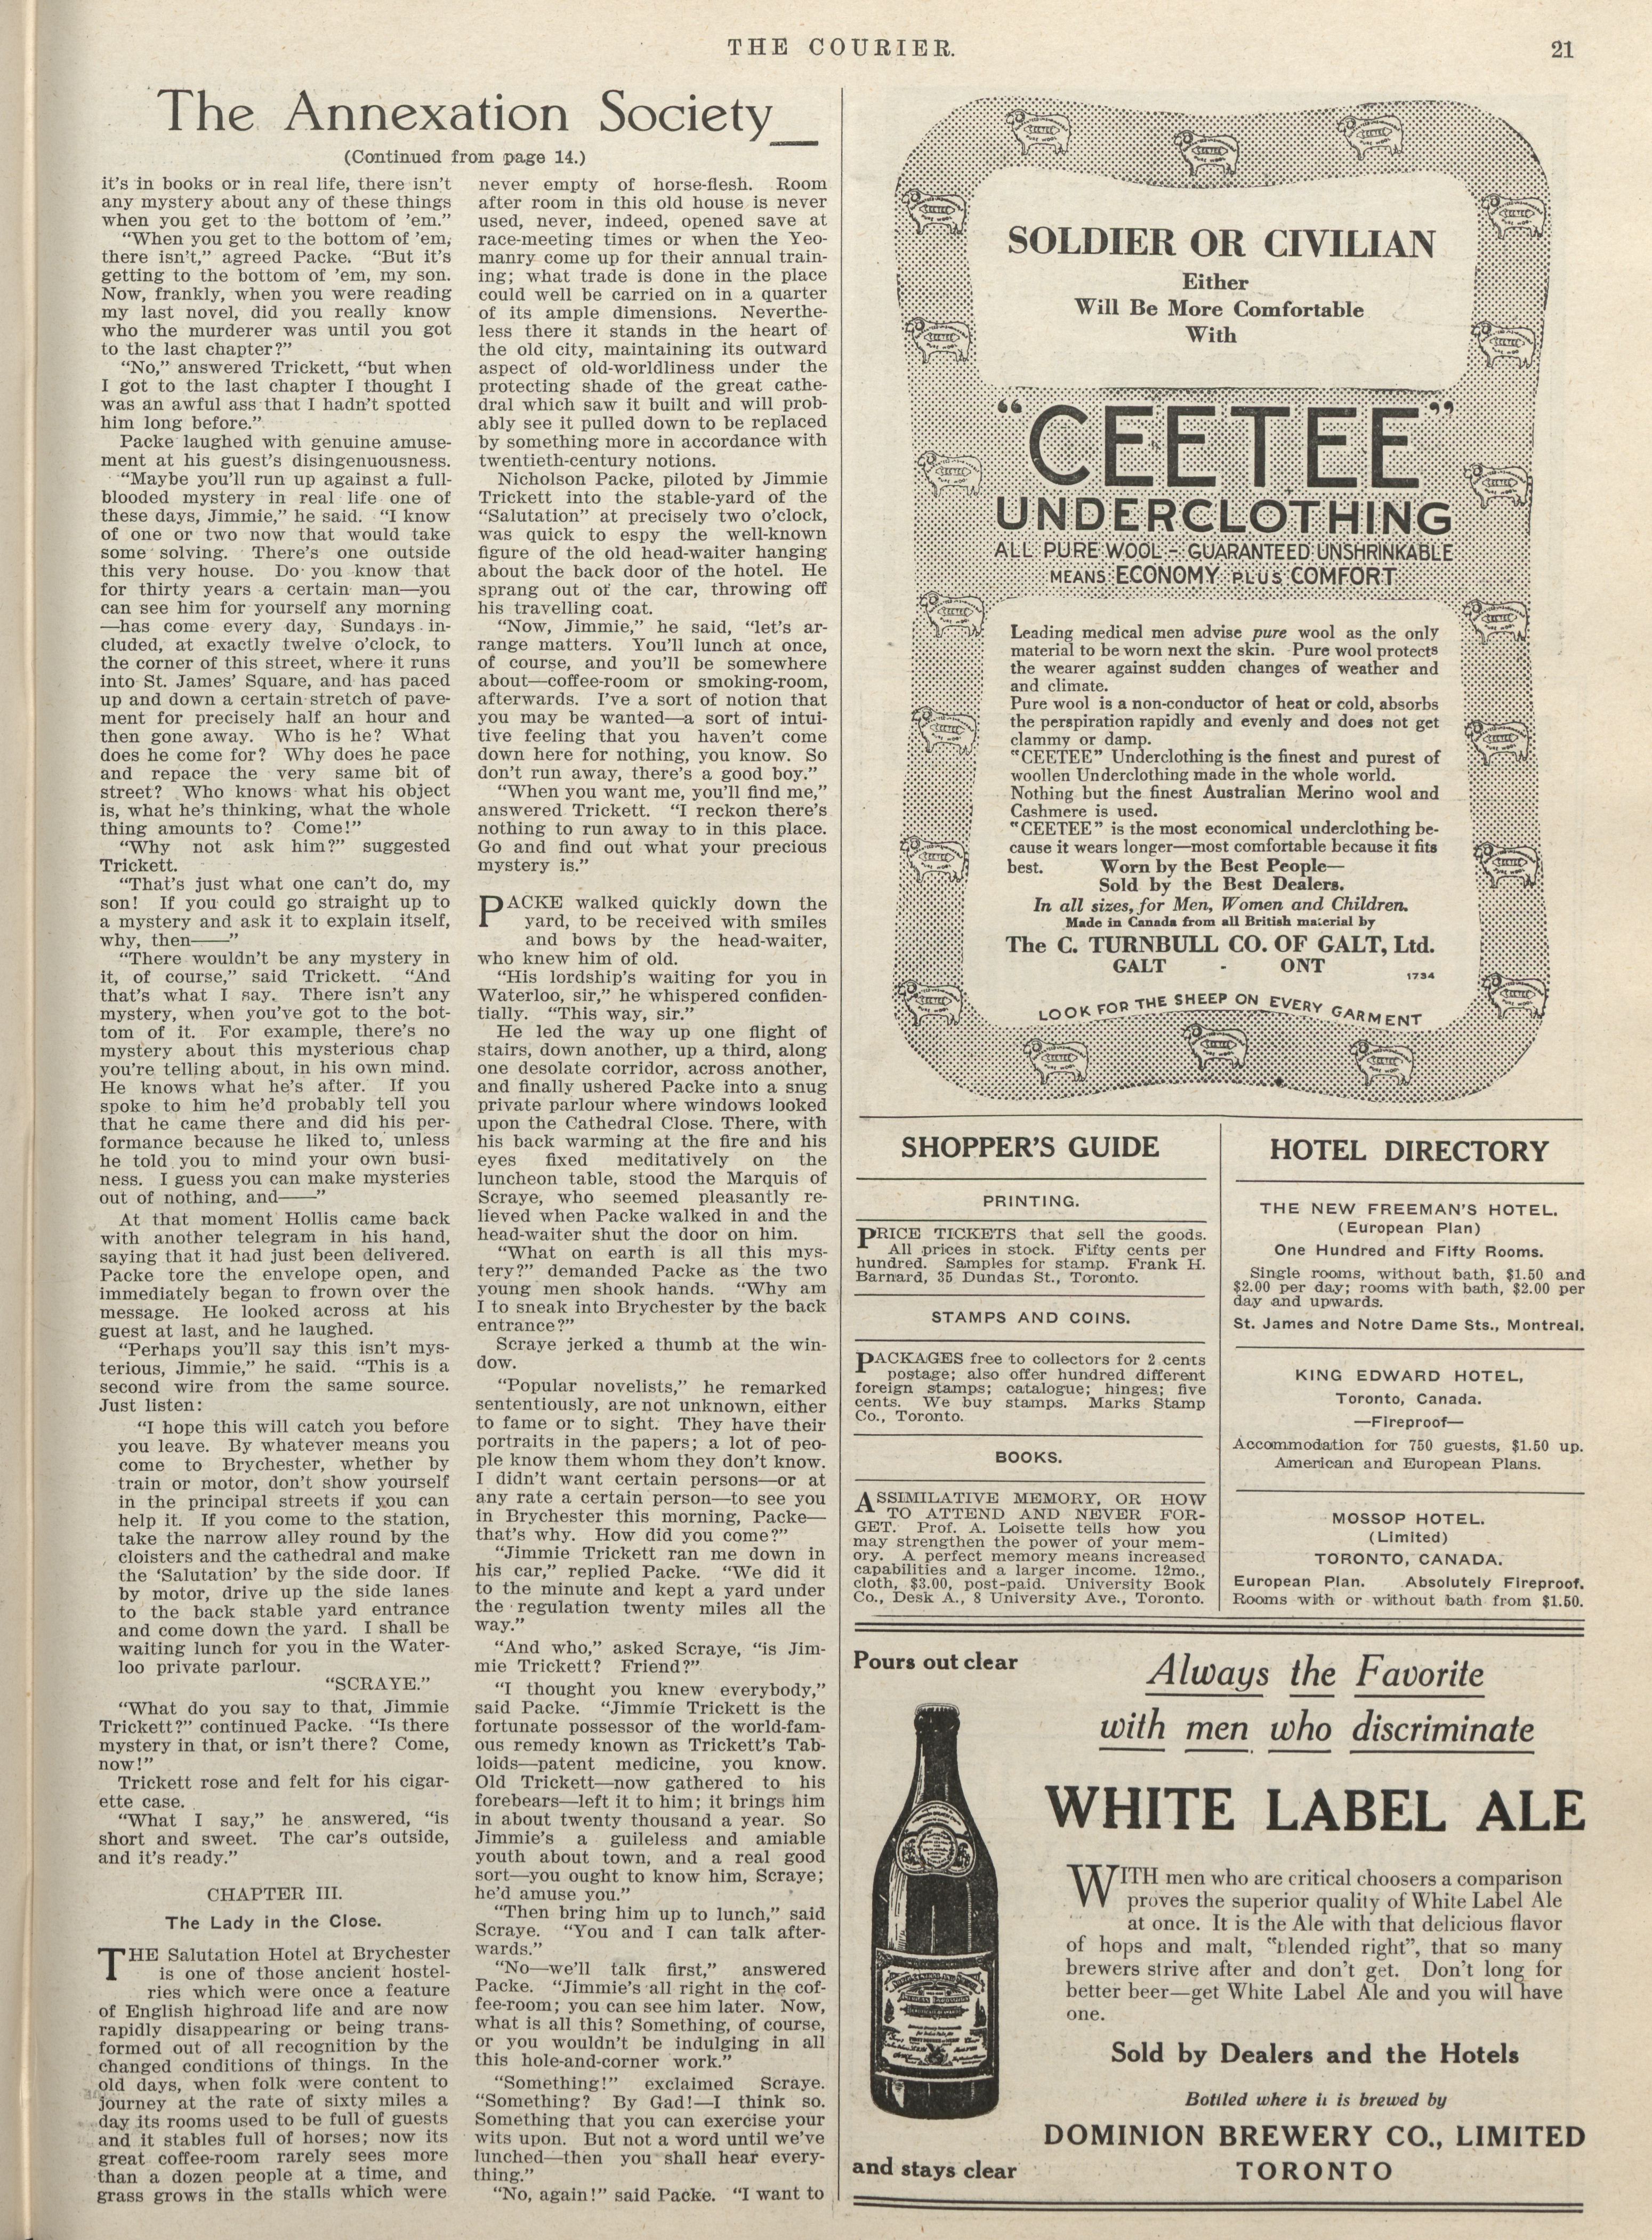 THE COURIER.
21
The Annexation Society
(Continued from page 14.)
it's in books or in real life, there isn't
any mystery about any of these things
when you get to the bottom of 'em."
"When you get to the bottom of 'em,
there isn't," agreed Packe. "But it's
getting to the bottom of 'em, my son.
Now, frankly, when you were reading
my last novel, did you really know
who the murderer was until you got
to the last chapter?"
"No," answered Trickett, "but when
I got to the last chapter I thought I
was an awful ass that I hadn't spotted
him long before."
Packe laughed with genuine amuse-
ment at his guest's disingenuousness.
"Maybe you'll run up against a full-
blooded mystery in real life one of
these days, Jimmie," he said. "I know
of one or two now that would take
some solving. There's one outside
this very house. Do you know that
for thirty years a certain man—you
can see him for yourself any morning
—has come every day, Sundays in-
cluded, at exactly twelve o'clock, to
the corner of this street, where it runs
into St. James' Square, and has paced
up and down a certain stretch of pave-
ment for precisely half an hour and
then gone away. Who is he? What
does he come for? Why does he pace
and repace the very same bit of
street? Who knows what his object
is, what he's thinking, what the whole
thing amounts to? Come!"
"Why not ask him?" suggested
Trickett.
"That's just what one can't do, my
son! If you could go straight up to
a mystery and ask it to explain itself,
why, then——"
"There wouldn't be any mystery in
it, of course," said Trickett. "And
that's what I say. There isn't any
mystery, when you've got to the bot-
tom of it. For example, there's no
mystery about this mysterious chap
you're telling about, in his own mind.
He knows what he's after. If you
spoke to him he'd probably tell you
that he came there and did his per-
formance because he liked to, unless
he told you to mind your own busi-
ness. I guess you can make mysteries
out of nothing, and——"
At that moment Hollis came back
with another telegram in his hand,
saying that it had just been delivered.
Packe tore the envelope open, and
immediately began to frown over the
message. He looked across at his
guest at last, and he laughed.
"Perhaps you'll say this isn't mys-
terious, Jimmie," he said. "This is a
second wire from the same source.
Just listen:
"I hope this will catch you before
you leave. By whatever means you
come to Brychester, whether by
train or motor, don't show yourself
in the principal streets if you can
help it. If you come to the station,
take the narrow alley round by the
cloisters and the cathedral and make
the 'Salutation' by the side door. If
by motor, drive up the side lanes
to the back stable yard entrance
and come down the yard. I shall be
waiting lunch for you in the Water-
loo private parlour.
"SCRAYE."
"What do you say to that, Jimmie
Trickett?" continued Packe. "Is there
mystery in that, or isn't there? Come,
now!"
Trickett rose and felt for his cigar-
ette case.
"What I say," he answered, "is
short and sweet. The car's outside,
and it's ready."
CHAPTER III.
The Lady in the Close.
THE Salutation Hotel at Brychester
is one of those ancient hostel-
ries which were once a feature
of English highroad life and are now
rapidly disappearing or being trans-
formed out of all recognition by the
changed conditions of things. In the
old days, when folk were content to
journey at the rate of sixty miles a
day its rooms used to be full of guests
and it stables full of horses; now its
great coffee-room rarely sees more
than a dozen people at a time, and
grass grows in the stalls which were
never empty of horse-flesh. Room
after room in this old house is never
used, never, indeed, opened save at
race-meeting times or when the Yeo-
manry come up for their annual train-
ing; what trade is done in the place
could well be carried on in a quarter
of its ample dimensions. Neverthe-
less there it stands in the heart of
the old city, maintaining its outward
aspect of old-worldliness under the
protecting shade of the great cathe-
dral which saw it built and will prob-
ably see it pulled down to be replaced
by something more in accordance with
twentieth-century notions.
Nicholson Packe, piloted by Jimmie
Trickett into the stable-yard of the
"Salutation" at precisely two o'clock,
was quick to espy the well-known
figure of the old head-waiter hanging
about the back door of the hotel. He
sprang out of the car, throwing off
his travelling coat.
"Now, Jimmie," he said, "let's ar-
range matters. You'll lunch at once,
of course, and you'll be somewhere
about—coffee-room or smoking-room,
afterwards. I've a sort of notion that
you may be wanted—a sort of intui-
tive feeling that you haven't come
down here for nothing, you know. So
don't run away, there's a good boy."
"When you want me, you'll find me,"
answered Trickett. "I reckon there's
nothing to run away to in this place.
Go and find out what your precious
mystery is."
PACKE walked quickly down the
yard, to be received with smiles
and bows by the head-waiter,
who knew him of old.
"His lordship's waiting for you in
Waterloo, sir," he whispered confiden-
tially. "This way, sir."
He led the way up one flight of
stairs, down another, up a third, along
one desolate corridor, across another,
and finally ushered Packe into a snug
private parlour where windows looked
upon the Cathedral Close. There, with
his back warming at the fire and his
eyes fixed meditatively on the
luncheon table, stood the Marquis of
Scraye, who seemed pleasantly re-
lieved when Packe walked in and the
head-waiter shut the door on him.
"What on earth is all this mys-
tery?" demanded Packe as the two
young men shook hands. "Why am
I to sneak into Brychester by the back
entrance?"
Scraye jerked a thumb at the win-
dow.
"Popular novelists," he remarked
sententiously, are not unknown, either
to fame or to sight. They have their
portraits in the papers; a lot of peo-
ple know them whom they don't know.
I didn't want certain persons—or at
any rate a certain person—to see you
in Brychester this morning, Packe—
that's why. How did you come?"
"Jimmie Trickett ran me down in
his car," replied Packe. "We did it
to the minute and kept a yard under
the regulation twenty miles all the
way."
"And who," asked Scraye, "is Jim-
mie Trickett? Friend?"
"I thought you knew everybody,"
said Packe. "Jimmie Trickett is the
fortunate possessor of the world-fam-
ous remedy known as Trickett's Tab-
loids—patent medicine, you know.
Old Trickett—now gathered to his
forebears—left it to him; it brings him
in about twenty thousand a year. So
Jimmie's a guileless and amiable
youth about town, and a real good
sort—you ought to know him, Scraye;
he'd amuse you."
"Then bring him up to lunch," said
Scraye. "You and I can talk after-
wards."
"No—we'll talk first," answered
Packe. "Jimmie's all right in the cof-
fee-room; you can see him later. Now,
what is all this? Something, of course,
or you wouldn't be indulging in all
this hole-and-corner work."
"Something!" exclaimed Scraye.
"Something? By Gad!—I think so.
Something that you can exercise your
wits upon. But not a word until we've
lunched—then you shall hear every-
thing."
"No, again!" said Packe. "I want to
SOLDIER OR CIVILIAN
Either
Will Be More Comfortable
With
"CEETEE"
UNDERCLOTHING
ALL PURE WOOL - GUARANTEED UNSHRINKABLE
MEANS ECONOMY PLUS COMFORT
Leading medical men advise pure wool as the only
material to be worn next the skin. Pure wool protects
the wearer against sudden changes of weather and
and climate.
Pure wool is a non-conductor of heat or cold, absorbs
the perspiration rapidly and evenly and does not get
clammy or damp.
"CEETEE" Underclothing is the finest and purest of
woollen Underclothing made in the whole world.
Nothing but the finest Australian Merino wool and
Cashmere is used.
"CEETEE" is the most economical underclothing be-
cause it wears longer—most comfortable because it fits
best. Worn by the Best People—
Sold by the Best Dealers.
In all sizes, for Men, Women and Children.
Made in Canada from all British material by
The C. TURNBULL CO. OF GALT, Ltd.
GALT - ONT
1734
LOOK FOR THE SHEEP ON EVERY GARMENT
SHOPPER'S GUIDE
PRINTING.
PRICE TICKETS that sell the goods.
All prices in stock. Fifty cents per
hundred. Samples for stamp. Frank H.
Barnard, 35 Dundas St., Toronto.
STAMPS AND COINS.
PACKAGES free to collectors for 2 cents
postage; also offer hundred different
foreign stamps; catalogue; hinges; five
cents. We buy stamps. Marks Stamp
Co., Toronto.
BOOKS.
ASSIMILATIVE MEMORY, OR HOW
TO ATTEND AND NEVER FOR-
GET. Prof. A. Loisette tells how you
may strengthen the power of your mem-
ory. A perfect memory means increased
capabilities and a larger income. 12mo.,
cloth, $3.00, post-paid. University Book
Co., Desk A., 8 University Ave., Toronto.
HOTEL DIRECTORY
THE NEW FREEMAN'S HOTEL.
(European Plan)
One Hundred and Fifty Rooms.
Single rooms, without bath, $1.50 and
$2.00 per day; rooms with bath, $2.00 per
day and upwards.
St. James and Notre Dame Sts., Montreal.
KING EDWARD HOTEL,
Toronto, Canada.
—Fireproof—
Accommodation for 750 guests, $1.50 up.
American and European Plans.
MOSSOP HOTEL.
(Limited)
TORONTO, CANADA.
European Plan. Absolutely Fireproof.
Rooms with or without bath from $1.50.
Pours out clear
and stays clear
Always the Favorite
with men who discriminate
WHITE LABEL ALE
WITH men who are critical choosers a comparison
proves the superior quality of White Label Ale
at once. It is the Ale with that delicious flavor
of hops and malt, "blended right", that so many
brewers strive after and don't get. Don't long for
better beer—get White Label Ale and you will have
one.
Sold by Dealers and the Hotels
Bottled where it is brewed by
DOMINION BREWERY CO., LIMITED
TORONTO